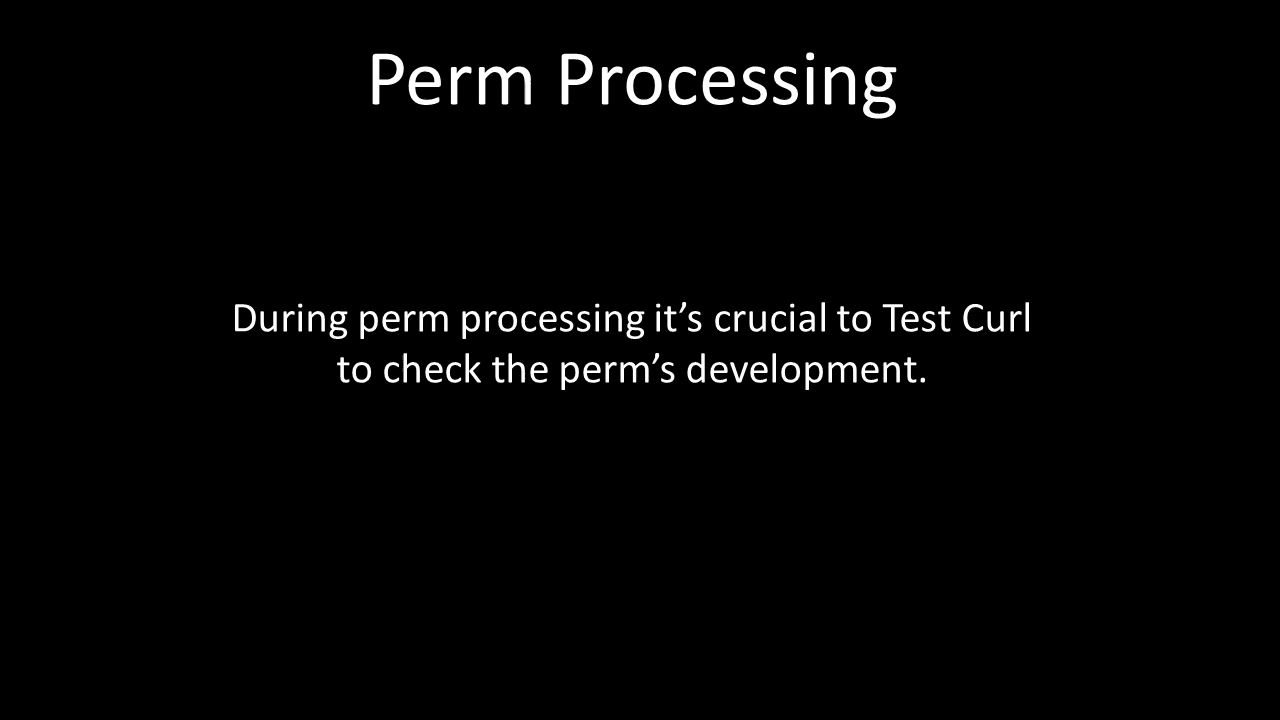 Perm Processing
During perm processing it’s crucial to Test Curl
to check the perm’s development.